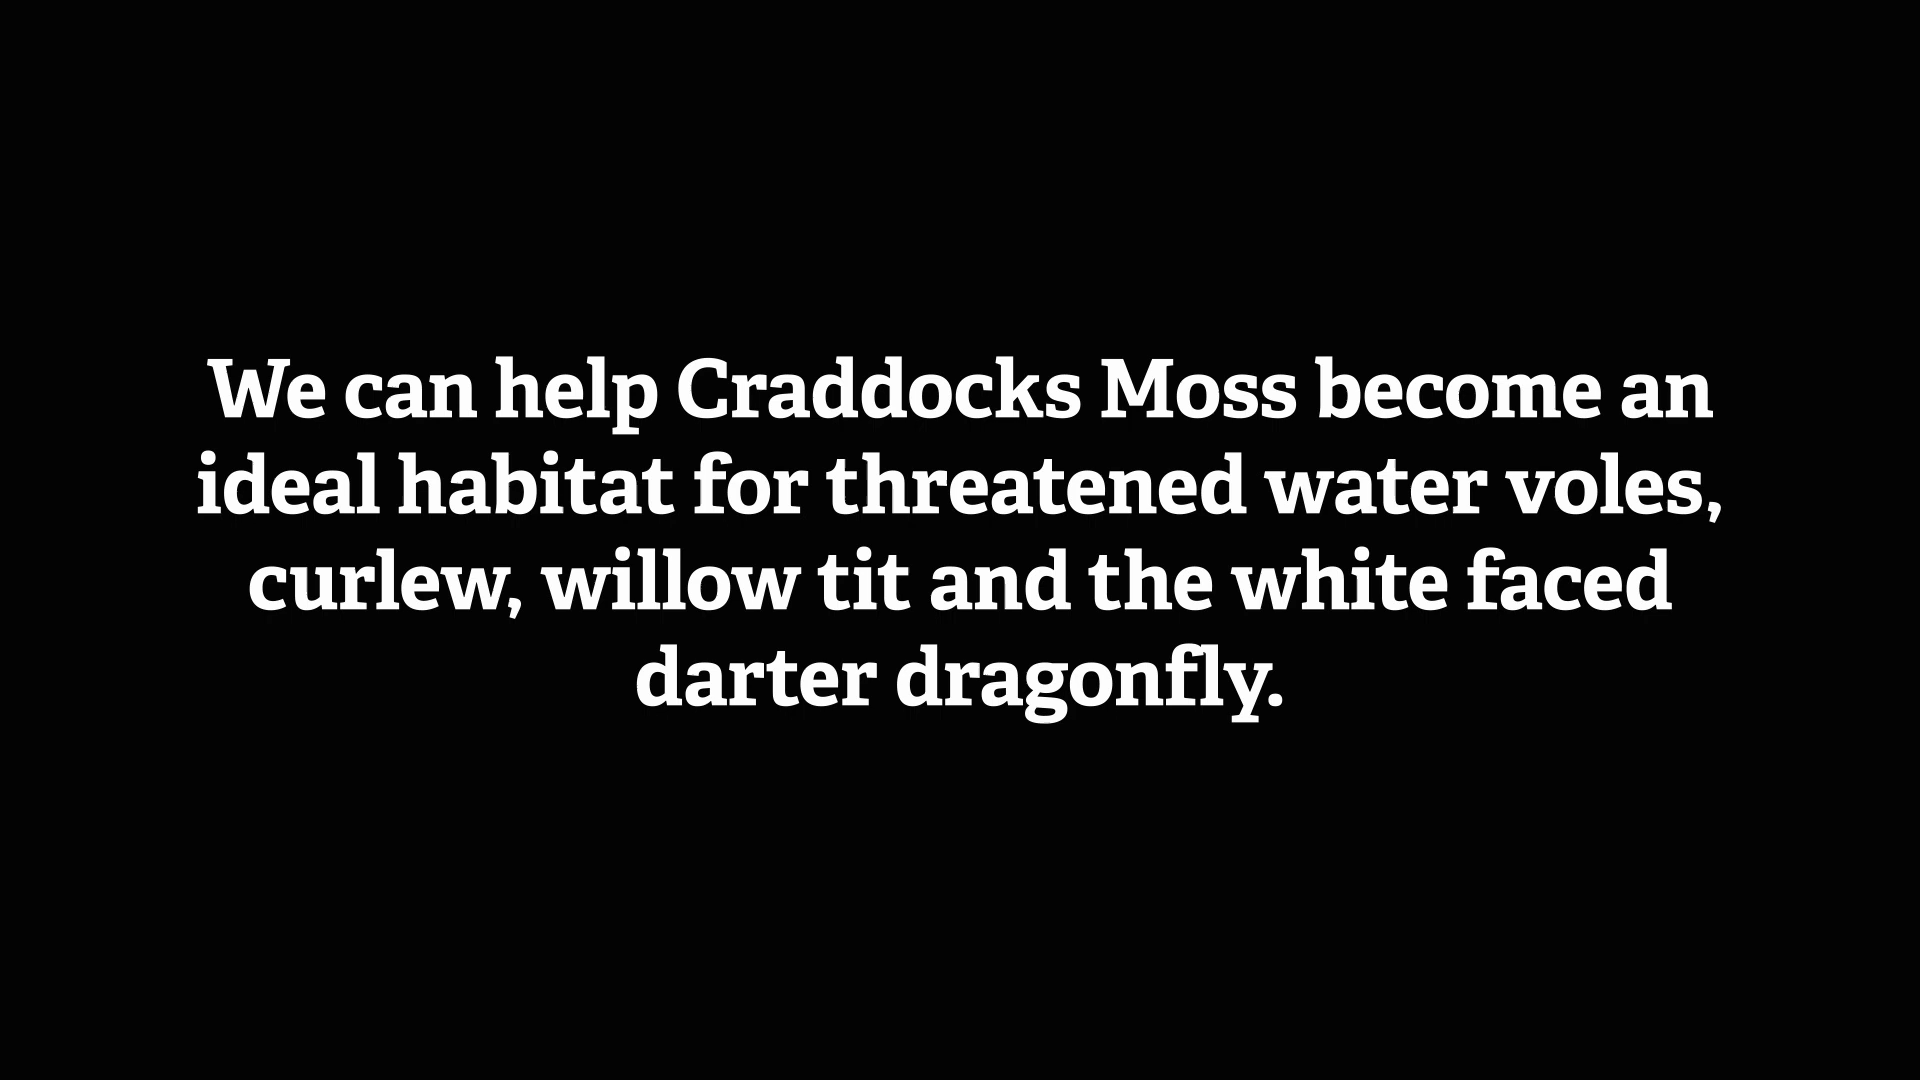 We can help Craddocks Moss become an
ideal habitat for threatened water voles,
curlew, willow tit and the white faced
darter dragonfly.